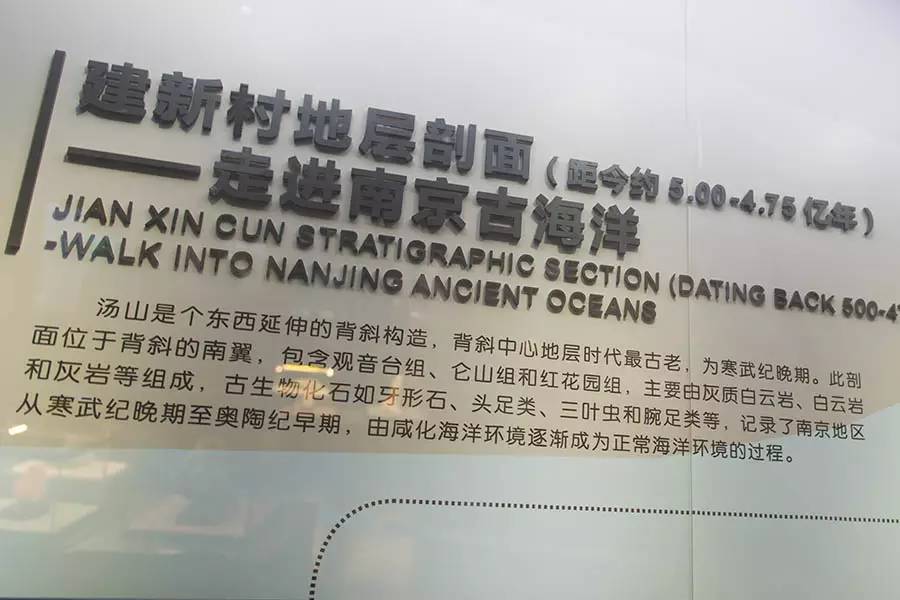 建新村地层剖面（距今约 5.00-4.75 亿年）
——走进南京古海洋
JIAN XIN CUN STRATIGRAPHIC SECTION (DATING BACK 500-4
-WALK INTO NANJING ANCIENT OCEANS
汤山是个东西延伸的背斜构造，背斜中心地层时代最古老，为寒武纪晚期。此剖
面位于背斜的南翼，包含观音台组、仑山组和红花园组，主要由灰质白云岩、白云岩
和灰岩等组成，古生物化石如牙形石、头足类、三叶虫和腕足类等，记录了南京地区
从寒武纪晚期至奥陶纪早期，由咸化海洋环境逐渐成为正常海洋环境的过程。